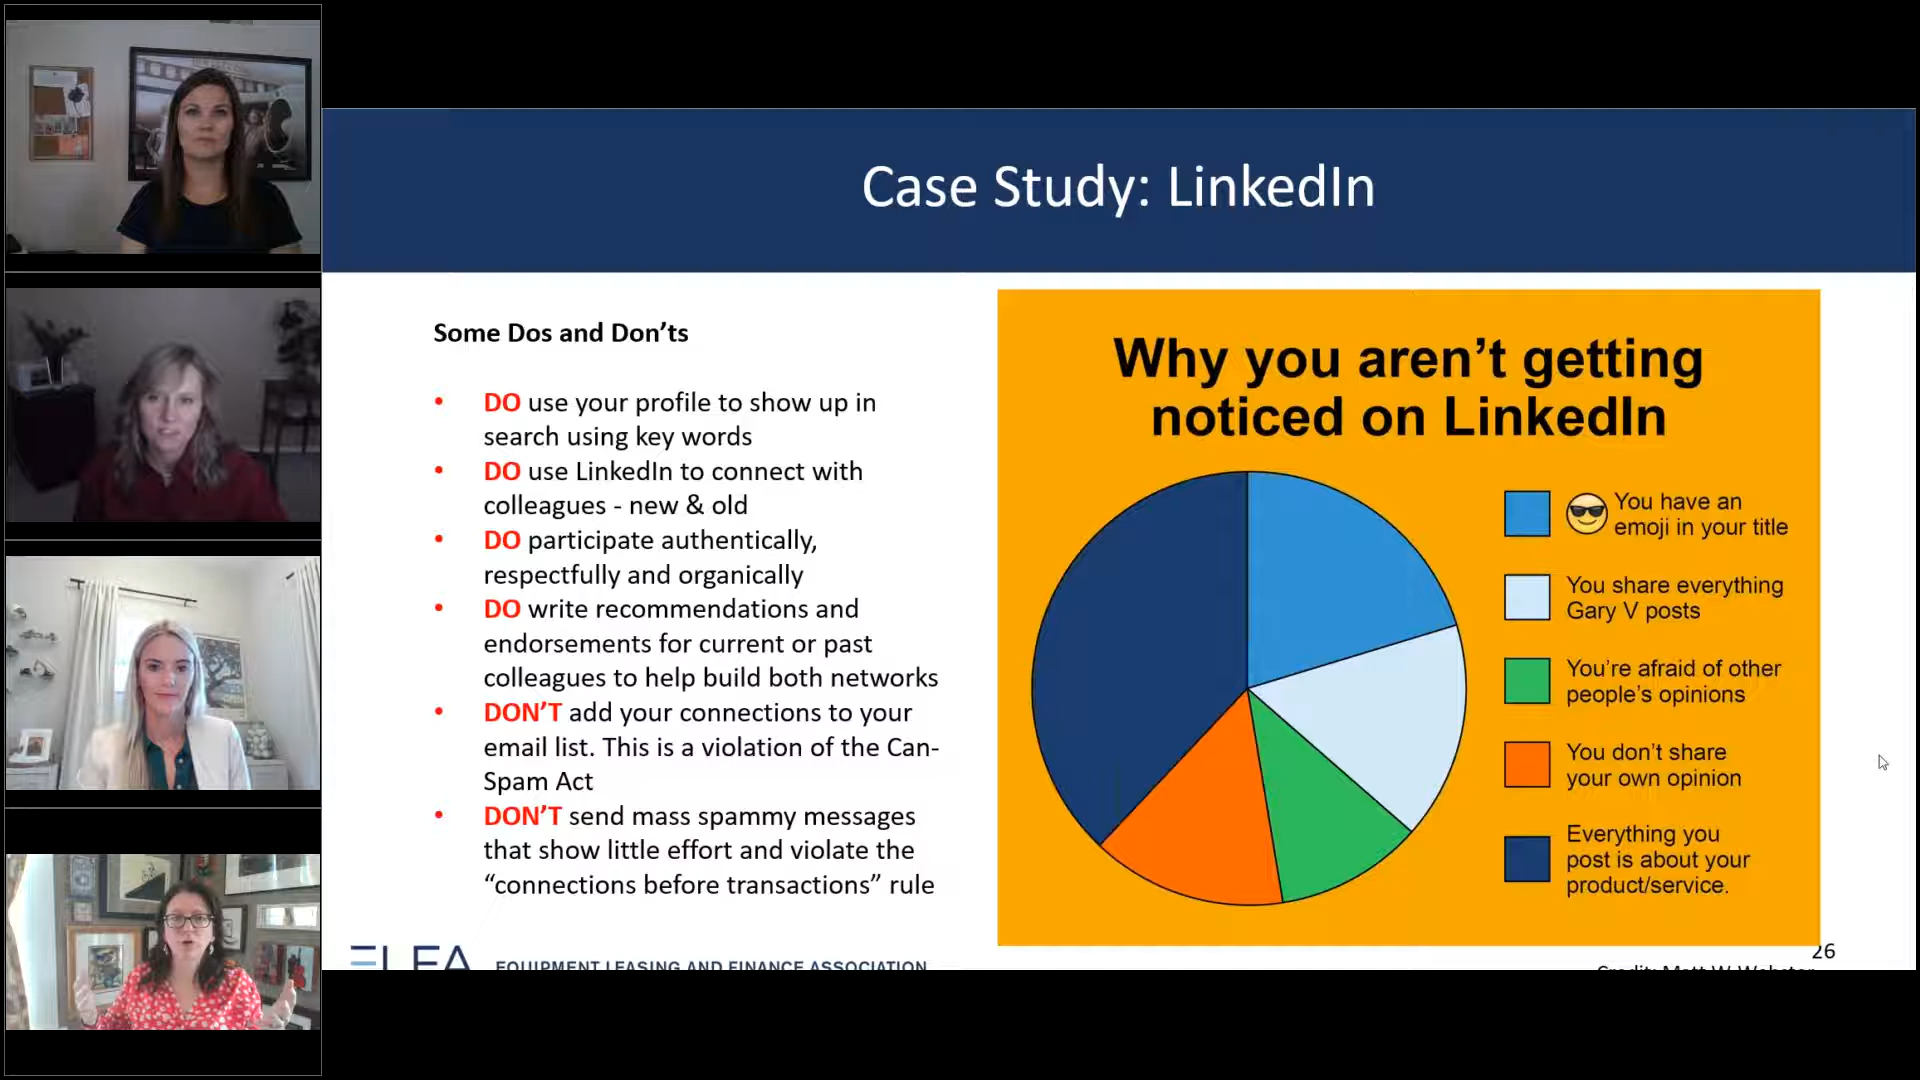 Case Study: LinkedIn
Some Dos and Don’ts
• DO use your profile to show up in
search using key words
• DO use LinkedIn to connect with
colleagues - new & old
• DO participate authentically,
respectfully and organically
• DO write recommendations and
endorsements for current or past
colleagues to help build both networks
• DON’T add your connections to your
email list. This is a violation of the Can-
Spam Act
• DON’T send mass spammy messages
that show little effort and violate the
“connections before transactions” rule
Why you aren’t getting
noticed on LinkedIn
You have an
emoji in your title
You share everything
Gary V posts
You’re afraid of other
people’s opinions
You don’t share
your own opinion
Everything you
post is about your
product/service.
ELFA
EQUIPMENT LEASING AND FINANCE ASSOCIATION
26
Credit: Matt W Webster